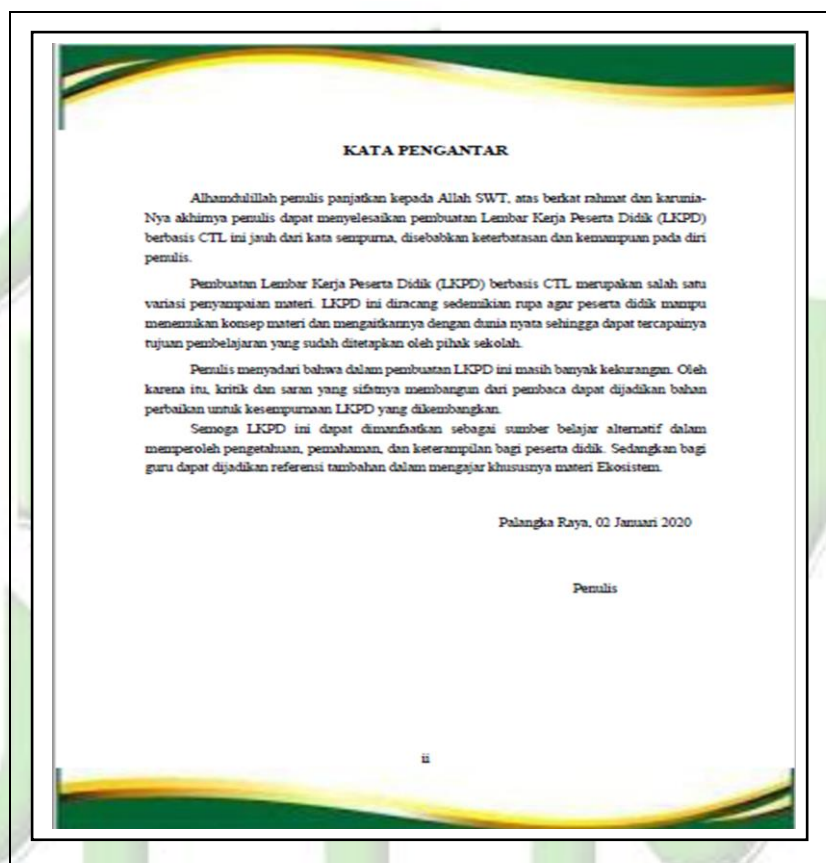 KATA PENGANTAR
Alhamdulillah penulis panjatkan kepada Allah SWT, atas berkat rahmat dan karunia-
Nya akhirnya penulis dapat menyelesaikan pembuatan Lembar Kerja Peserta Didik (LKPD)
berbasis CTL ini jauh dari kata sempurna, disebabkan keterbatasan dan kemampuan pada diri
penulis.
Pembuatan Lembar Kerja Peserta Didik (LKPD) berbasis CTL merupakan salah satu
variasi penyampaian materi. LKPD ini diracang sedemikian rupa agar peserta didik mampu
menemukan konsep materi dan mengaitkannya dengan dunia nyata sehingga dapat tercapainya
tujuan pembelajaran yang sudah ditetapkan oleh pihak sekolah.
Penulis menyadari bahwa dalam pembuatan LKPD ini masih banyak kekurangan. Oleh
karena itu, kritik dan saran yang sifatnya membangun dari pembaca dapat dijadikan bahan
perbaikan untuk kesempurnaan LKPD yang dikembangkan.
Semoga LKPD ini dapat dimanfaatkan sebagai sumber belajar alternatif dalam
memperoleh pengetahuan, pemahaman, dan keterampilan bagi peserta didik. Sedangkan bagi
guru dapat dijadikan referensi tambahan dalam mengajar khususnya materi Ekosistem.
Palangka Raya, 02 Januari 2020
Penulis
ii